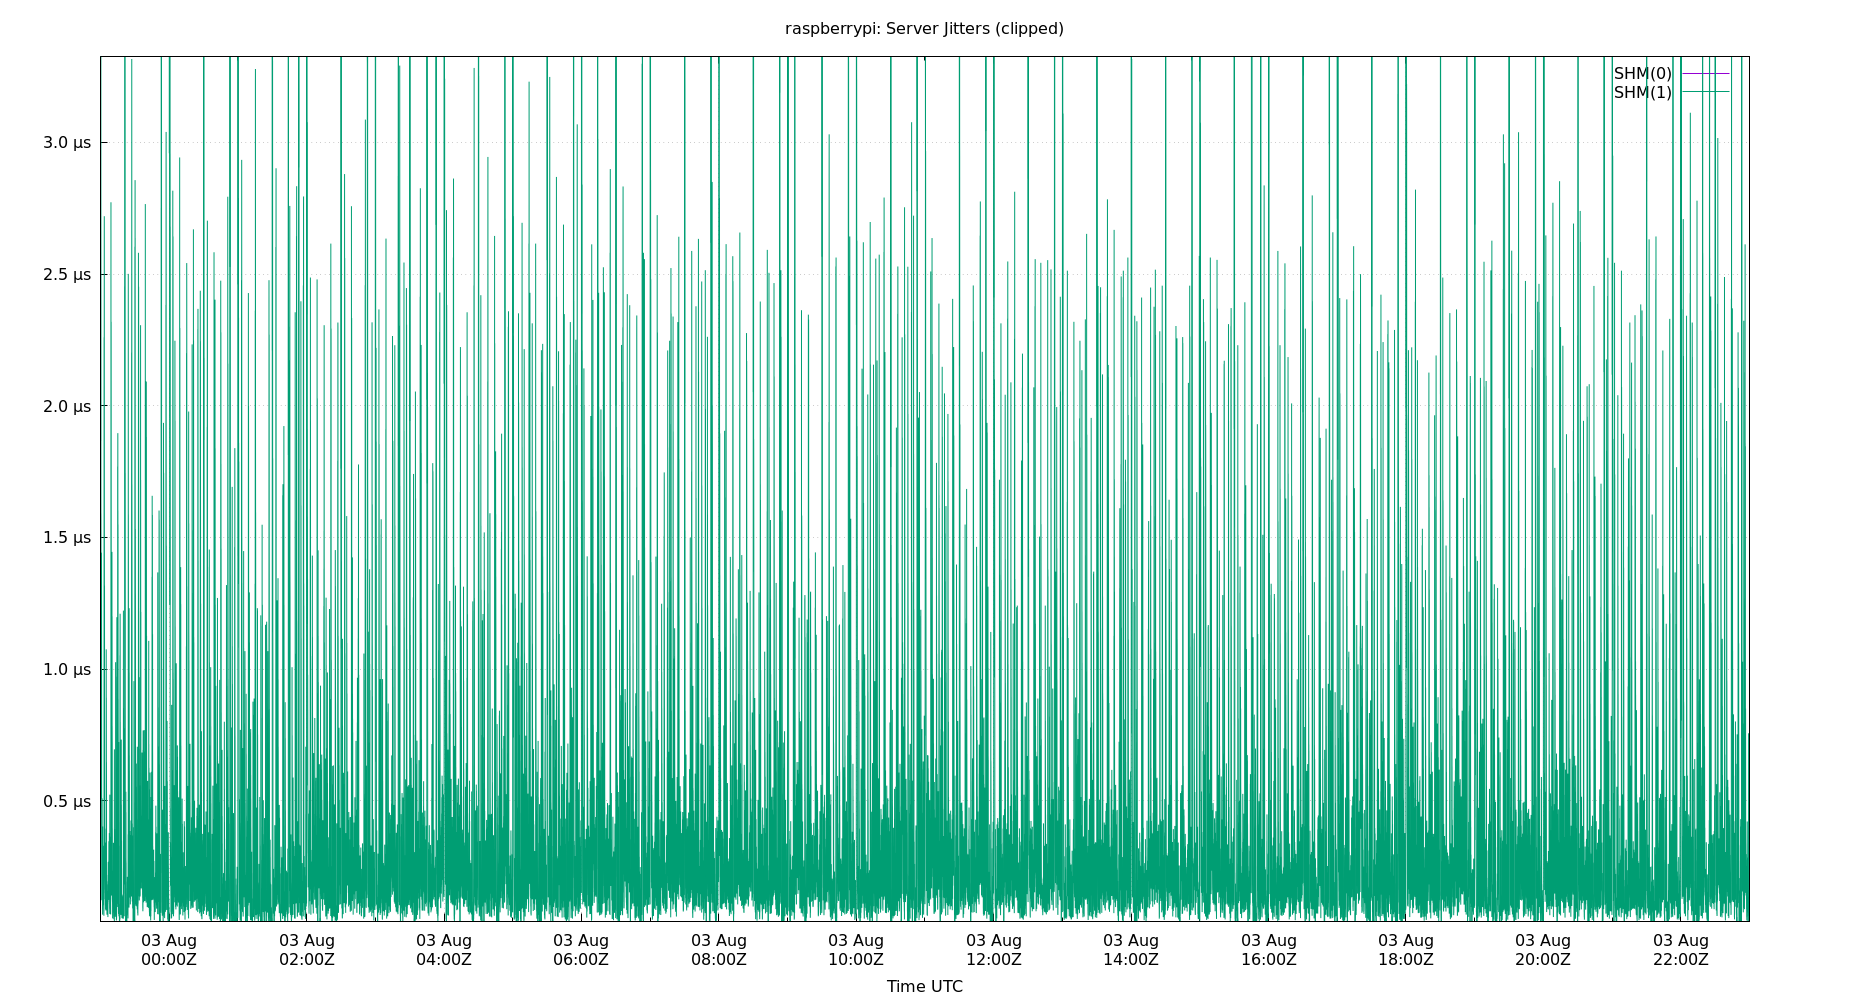 raspberrypi: Server Jitters (clipped)
SHM(0)
SHM(1)
3.0 µs
2.5 µs
2.0 µs
1.5 µs
1.0 µs
0.5 µs
03 Aug 03 Aug 03 Aug 03 Aug 03 Aug 03 Aug 03 Aug 03 Aug 03 Aug 03 Aug 03 Aug 03 Aug
00:00Z 02:00Z 04:00Z 06:00Z 08:00Z 10:00Z 12:00Z 14:00Z 16:00Z 18:00Z 20:00Z 22:00Z
Time UTC